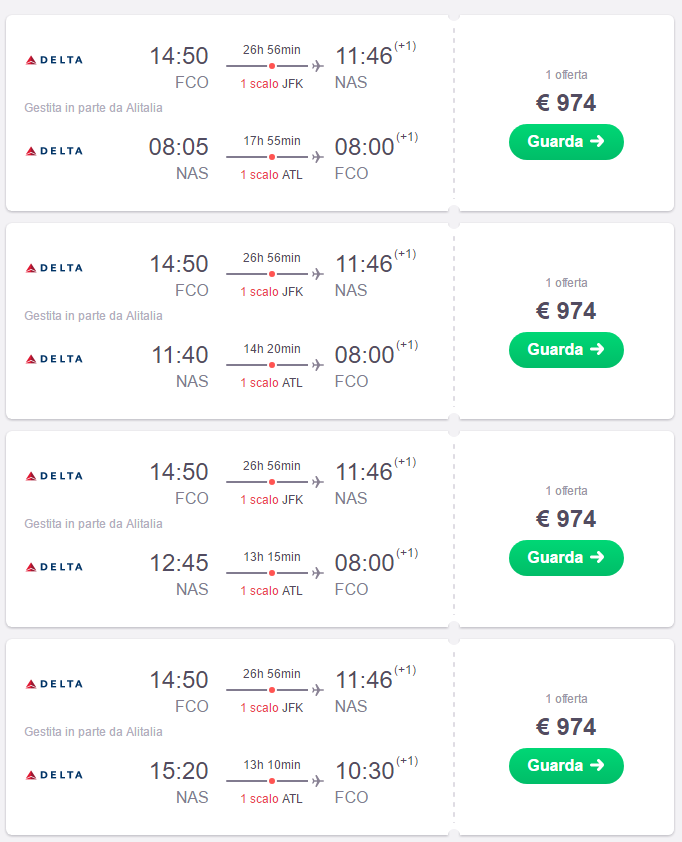 DELTA 14:50 26h 56min 11:46 (+1)
FCO 1 scalo JFK NAS
Gestita in parte da Alitalia
DELTA 08:05 17h 55min 08:00 (+1)
NAS 1 scalo ATL FCO
1 offerta
€ 974
Guarda
DELTA 14:50 26h 56min 11:46 (+1)
FCO 1 scalo JFK NAS
Gestita in parte da Alitalia
DELTA 11:40 14h 20min 08:00 (+1)
NAS 1 scalo ATL FCO
1 offerta
€ 974
Guarda
DELTA 14:50 26h 56min 11:46 (+1)
FCO 1 scalo JFK NAS
Gestita in parte da Alitalia
DELTA 12:45 13h 15min 08:00 (+1)
NAS 1 scalo ATL FCO
1 offerta
€ 974
Guarda
DELTA 14:50 26h 56min 11:46 (+1)
FCO 1 scalo JFK NAS
Gestita in parte da Alitalia
DELTA 15:20 13h 10min 10:30 (+1)
NAS 1 scalo ATL FCO
1 offerta
€ 974
Guarda